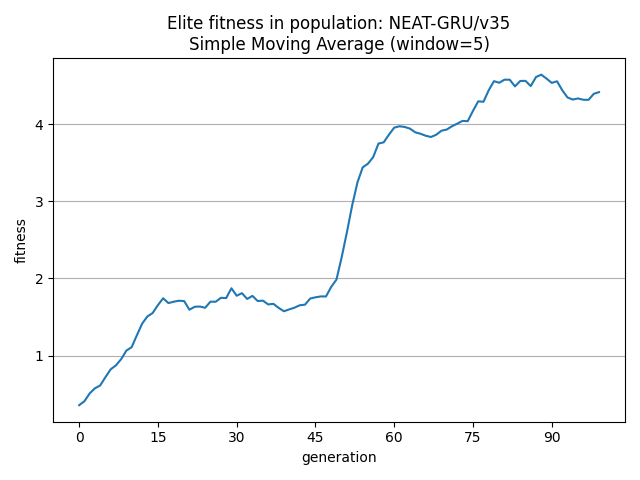 Elite fitness in population: NEAT-GRU/v35
Simple Moving Average (window=5)
fitness
4
3
2
1
0 15 30 45 60 75 90
generation